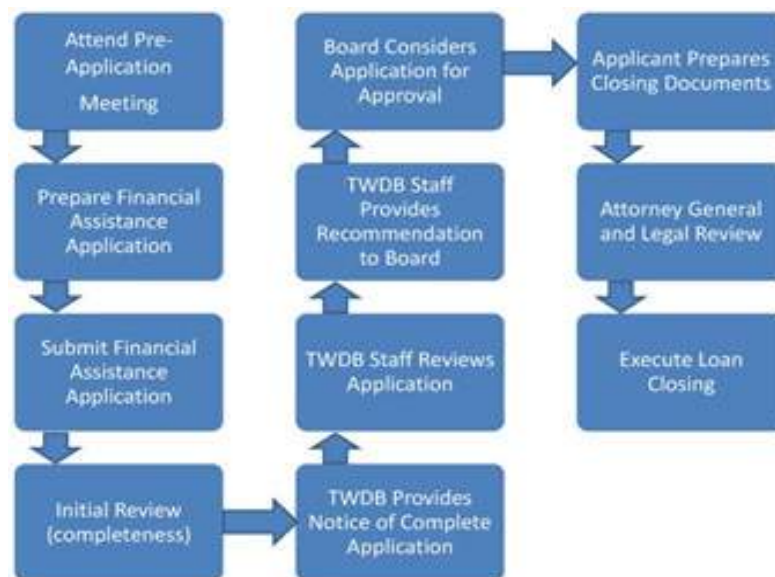 Attend Pre-
Application
Meeting
Prepare Financial
Assistance
Application
Submit Financial
Assistance
Application
Initial Review
(completeness)
TWDB Provides
Notice of Complete
Application
TWDB Staff Reviews
Application
TWDB Staff
Provides
Recommendation
to Board
Board Considers
Application for
Approval
Applicant Prepares
Closing Documents
Attorney General
and Legal Review
Execute Loan
Closing